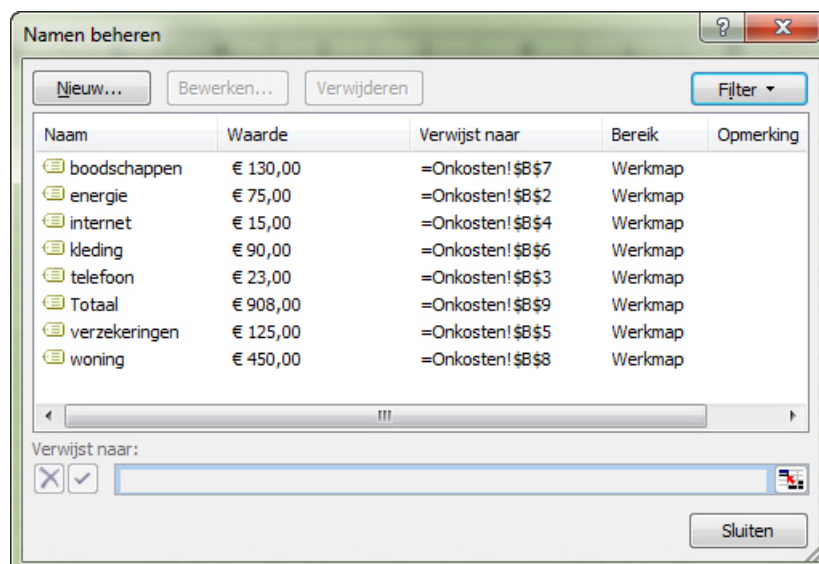 Namen beheren
Nieuw... Bewerken... Verwijderen Filter
Naam Waarde Verwijst naar Bereik Opmerking
boodschappen € 130,00 =Onkosten!$B$7 Werkmap
energie € 75,00 =Onkosten!$B$2 Werkmap
internet € 15,00 =Onkosten!$B$4 Werkmap
kleding € 90,00 =Onkosten!$B$6 Werkmap
telefoon € 23,00 =Onkosten!$B$3 Werkmap
Totaal € 908,00 =Onkosten!$B$9 Werkmap
verzekeringen € 125,00 =Onkosten!$B$5 Werkmap
woning € 450,00 =Onkosten!$B$8 Werkmap
Verwijst naar:
Sluiten